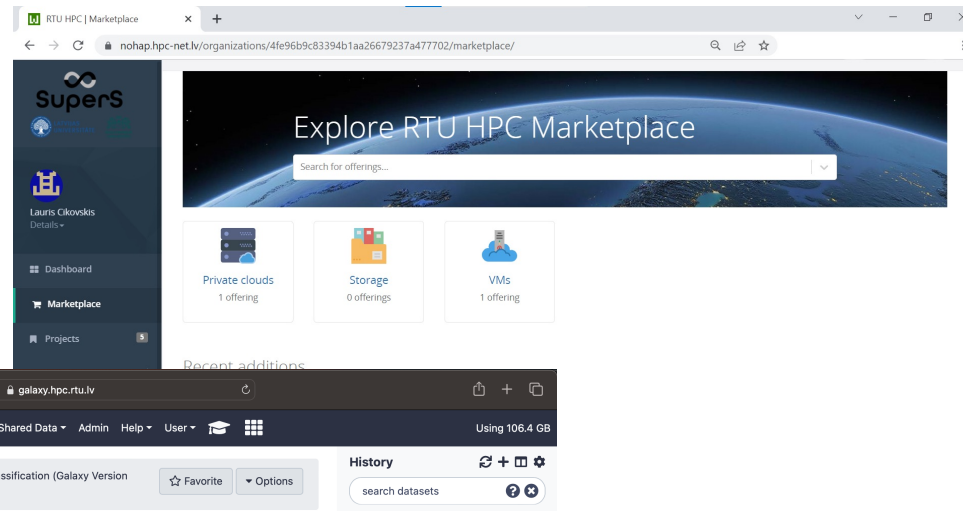 RTU HPC | Marketplace
nohap.hpc-net.lv/organizations/4fe96b9c83394b1aa26679237a477702/marketplace/
SuperS
Explore RTU HPC Marketplace
Search for offerings...
Lauris Cikovskis
Details
Dashboard
Marketplace
Projects 5
Private clouds
1 offering
Storage
0 offerings
VMs
1 offering
Recent additions
galaxy.hpc.rtu.lv
Shared Data Admin Help User Using 106.4 GB
ssification (Galaxy Version
Favorite Options
History
search datasets